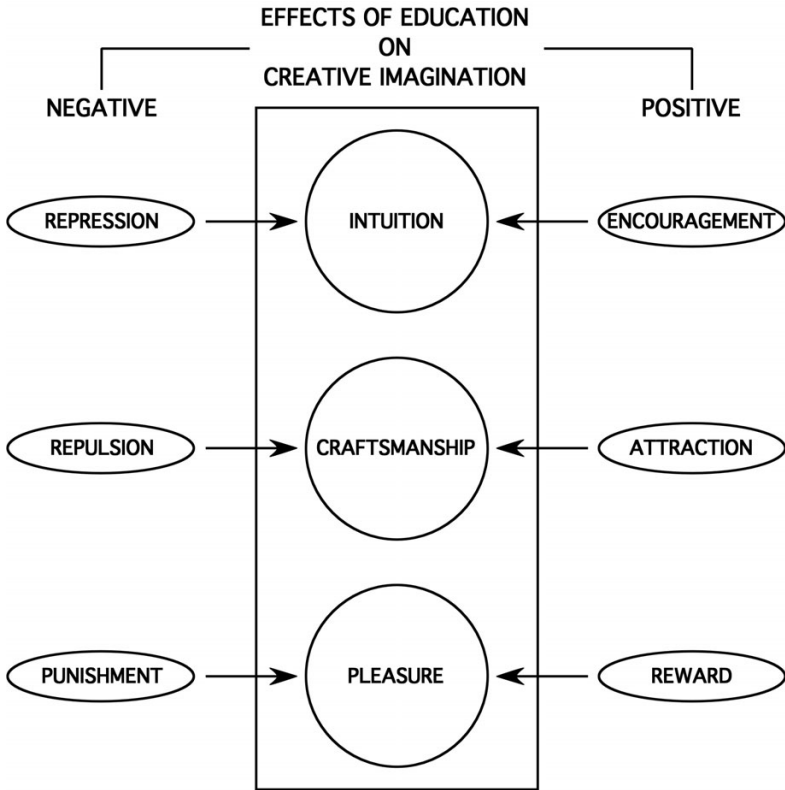 EFFECTS OF EDUCATION
ON
CREATIVE IMAGINATION
NEGATIVE
POSITIVE
REPRESSION
INTUITION
ENCOURAGEMENT
REPULSION
CRAFTSMANSHIP
ATTRACTION
PUNISHMENT
PLEASURE
REWARD